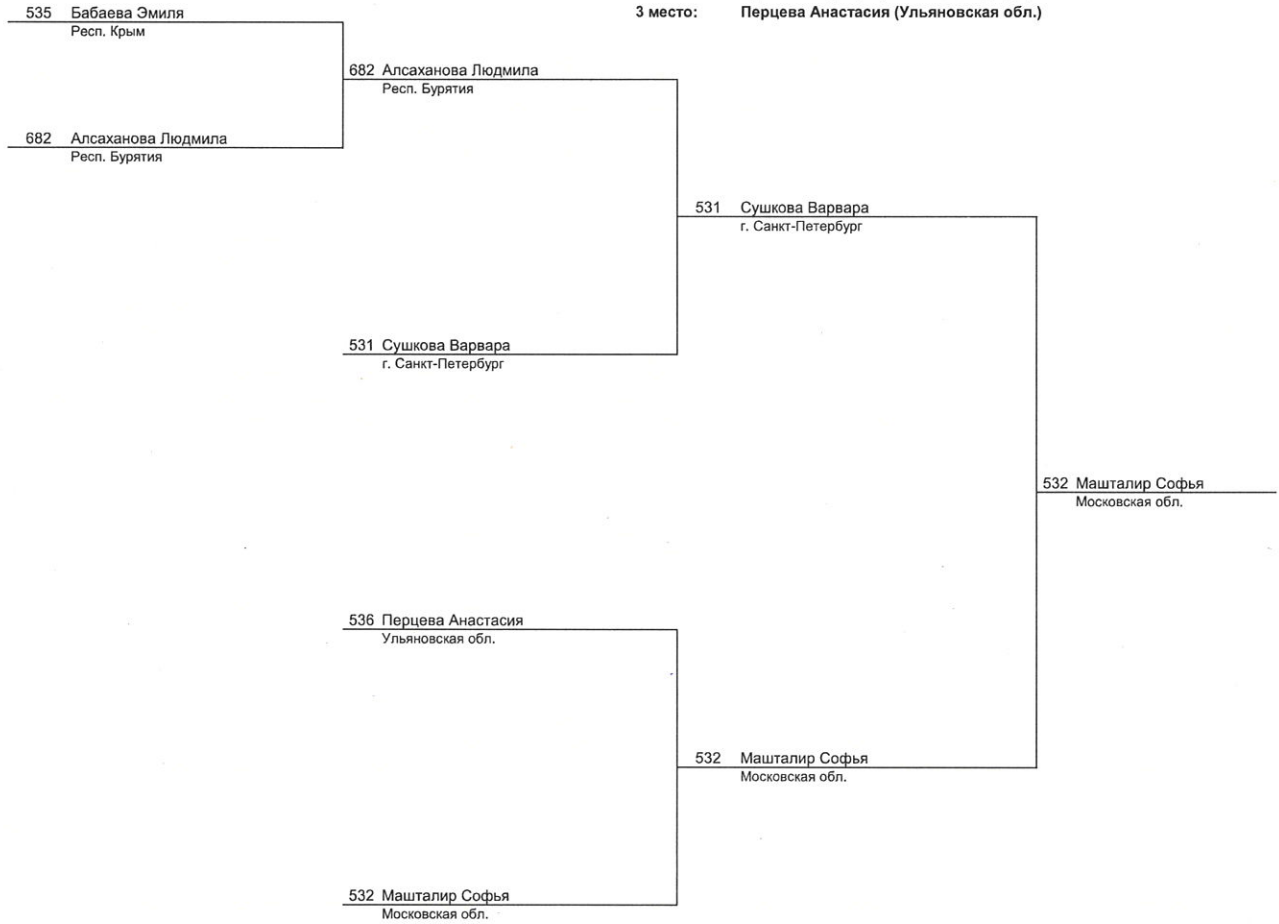 535 Бабаева Эмиля
Респ. Крым
3 место: Перцева Анастасия (Ульяновская обл.)
682 Алсаханова Людмила
Респ. Бурятия
682 Алсаханова Людмила
Респ. Бурятия
531 Сушкова Варвара
г. Санкт-Петербург
531 Сушкова Варвара
г. Санкт-Петербург
532 Машталир Софья
Московская обл.
536 Перцева Анастасия
Ульяновская обл.
532 Машталир Софья
Московская обл.
532 Машталир Софья
Московская обл.